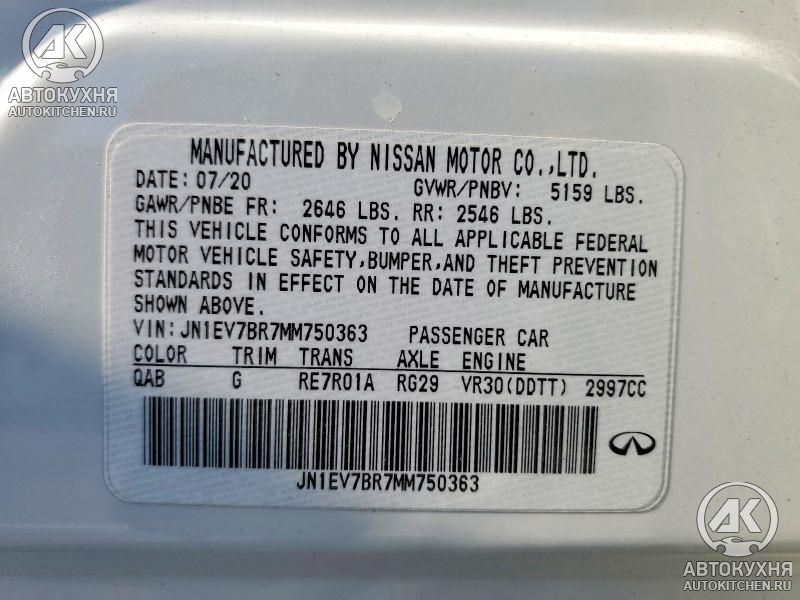 AK
АВТОКУХНЯ
AUTOKITCHEN.RU
MANUFACTURED BY NISSAN MOTOR CO.,LTD.
DATE: 07/20 GVWR/PNBV: 5159 LBS.
GAWR/PNBE FR: 2646 LBS. RR: 2546 LBS.
THIS VEHICLE CONFORMS TO ALL APPLICABLE FEDERAL
MOTOR VEHICLE SAFETY,BUMPER,AND THEFT PREVENTION
STANDARDS IN EFFECT ON THE DATE OF MANUFACTURE
SHOWN ABOVE.
VIN:JN1EV7BR7MM750363 PASSENGER CAR
COLOR TRIM TRANS AXLE ENGINE
QAB G RE7R01A RG29 VR30(DDTT) 2997CC
JN1EV7BR7MM750363
AK
АВТОКУХНЯ
AUTOKITCHEN.RU